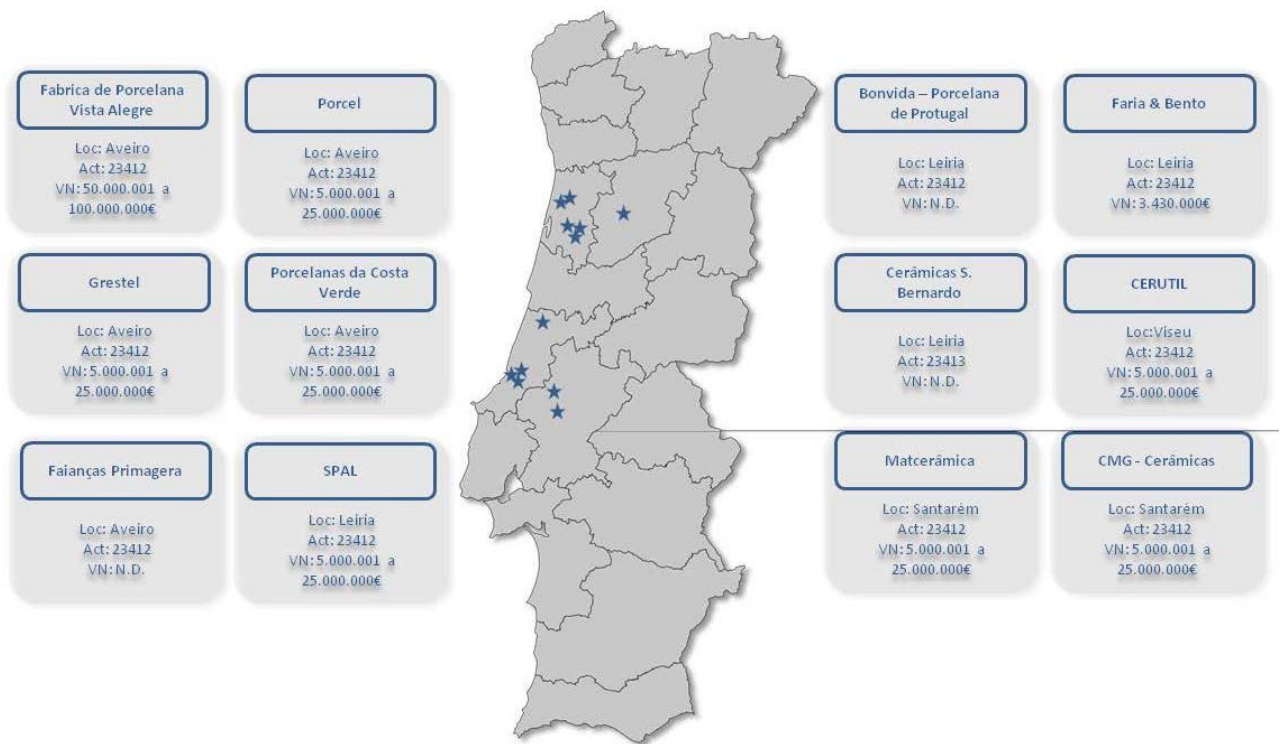 Fabrica de Porcelana
Vista Alegre
Loc: Aveiro
Act: 23412
VN: 50.000.001 a
100.000.000€
Porcel
Loc: Aveiro
Act: 23412
VN: 5.000.001 a
25.000.000€
Grestel
Loc: Aveiro
Act: 23412
VN: 5.000.001 a
25.000.000€
Porcelanas da Costa
Verde
Loc: Aveiro
Act: 23412
VN: 5.000.001 a
25.000.000€
Faianças Primagera
Loc: Aveiro
Act: 23412
VN: N.D.
SPAL
Loc: Leiria
Act: 23412
VN: 5.000.001 a
25.000.000€
Bonvida – Porcelana
de Protugal
Loc: Leiria
Act: 23412
VN: N.D.
Faria & Bento
Loc: Leiria
Act: 23412
VN: 3.430.000€
Cerâmicas S.
Bernardo
Loc: Leiria
Act: 23413
VN: N.D.
CERUTIL
Loc:Viseu
Act: 23412
VN: 5.000.001 a
25.000.000€
Matcerâmica
Loc: Santarém
Act: 23412
VN: 5.000.001 a
25.000.000€
CMG - Cerâmicas
Loc: Santarém
Act: 23412
VN: 5.000.001 a
25.000.000€